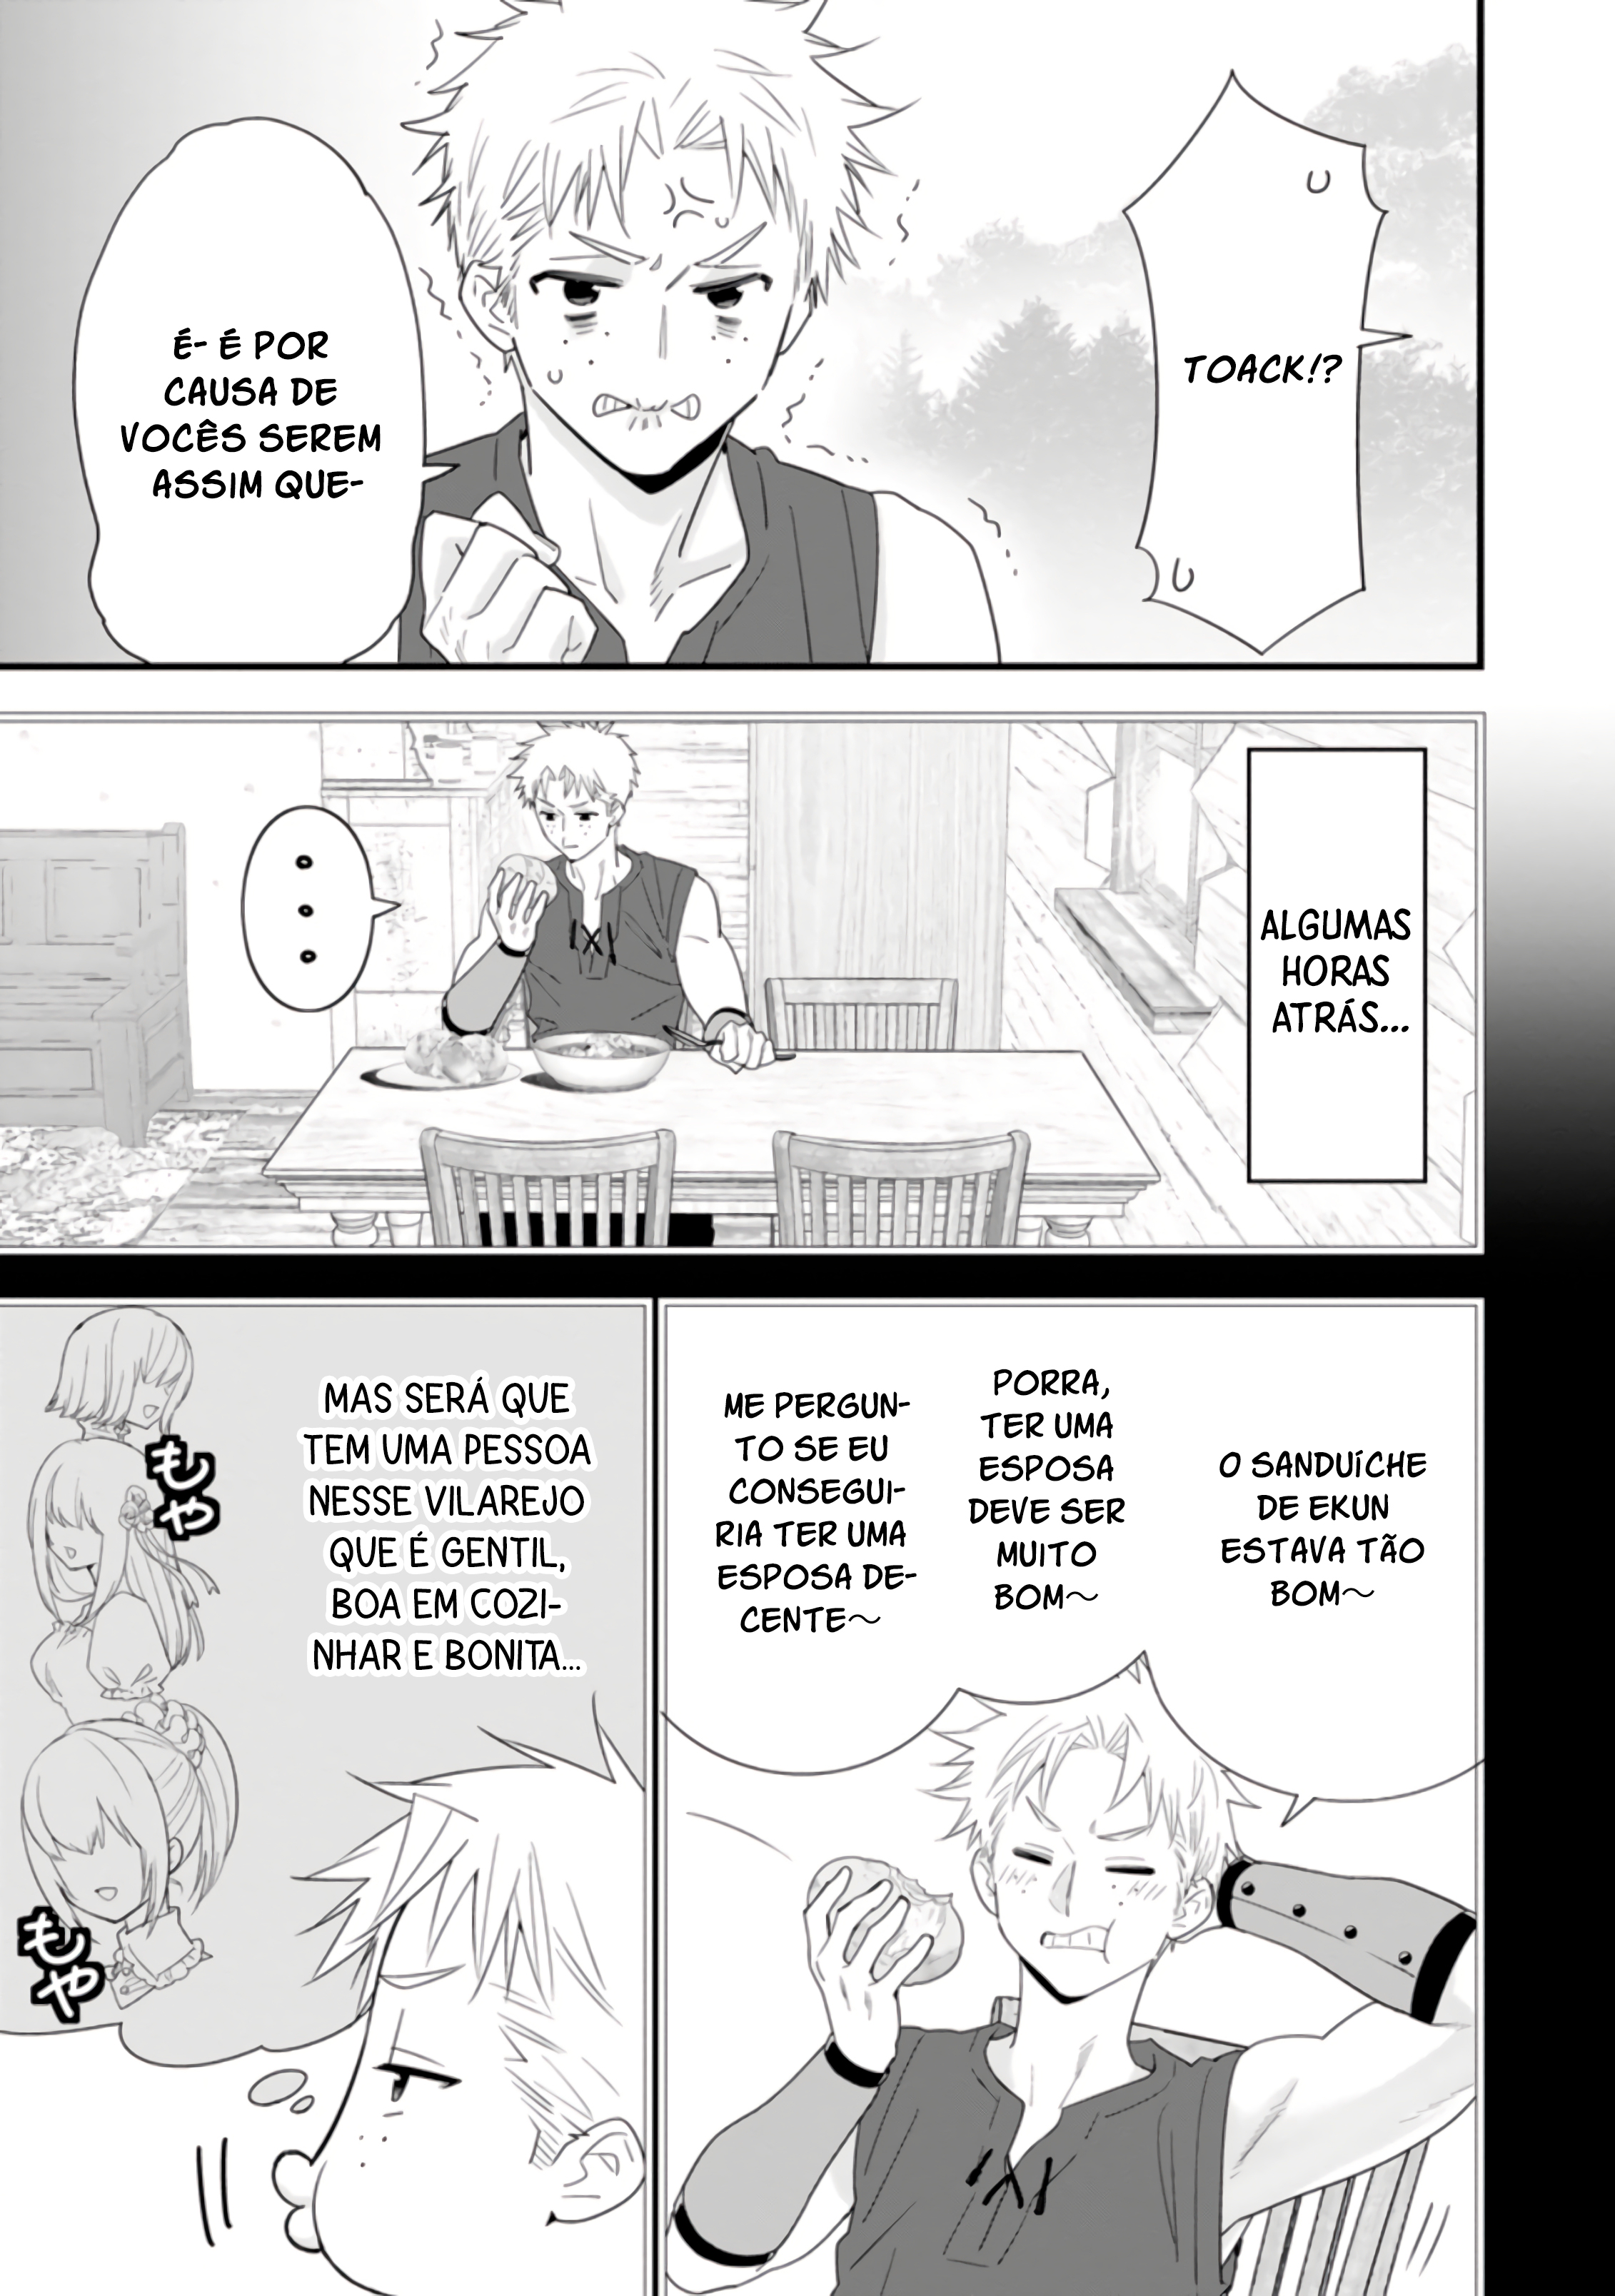 TOACK!?
É- É POR
CAUSA DE
VOCÊS SEREM
ASSIM QUE-
ALGUMAS
HORAS
ATRÁS...
...
O SANDUÍCHE
DE EKUN
ESTAVA TÃO
BOM～
PORRA,
TER UMA
ESPOSA
DEVE SER
MUITO
BOM～
ME PERGUN-
TO SE EU
CONSEGUI-
RIA TER UMA
ESPOSA DE-
CENTE～
MAS SERÁ QUE
TEM UMA PESSOA
NESSE VILAREJO
QUE É GENTIL,
BOA EM COZI-
NHAR E BONITA...
もや
もや